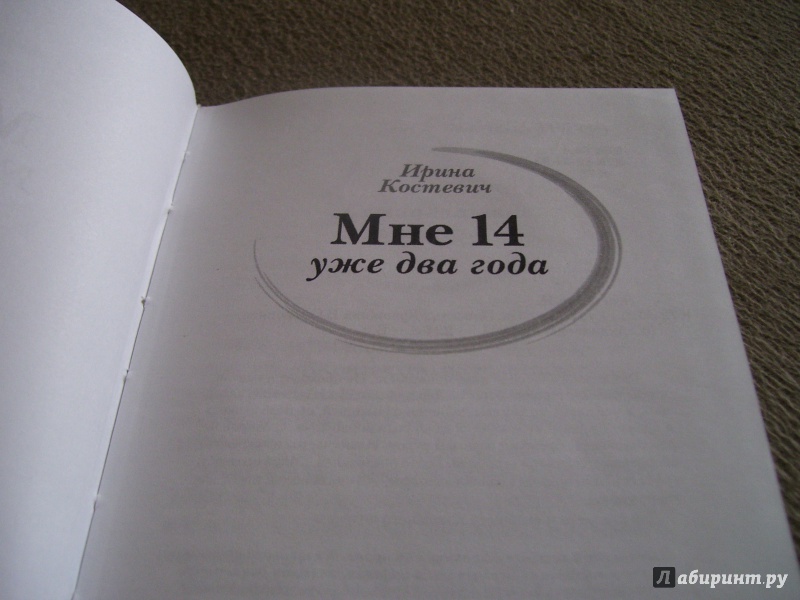 Ирина
Костевич
Мне 14
уже два года
Лабиринт.ру